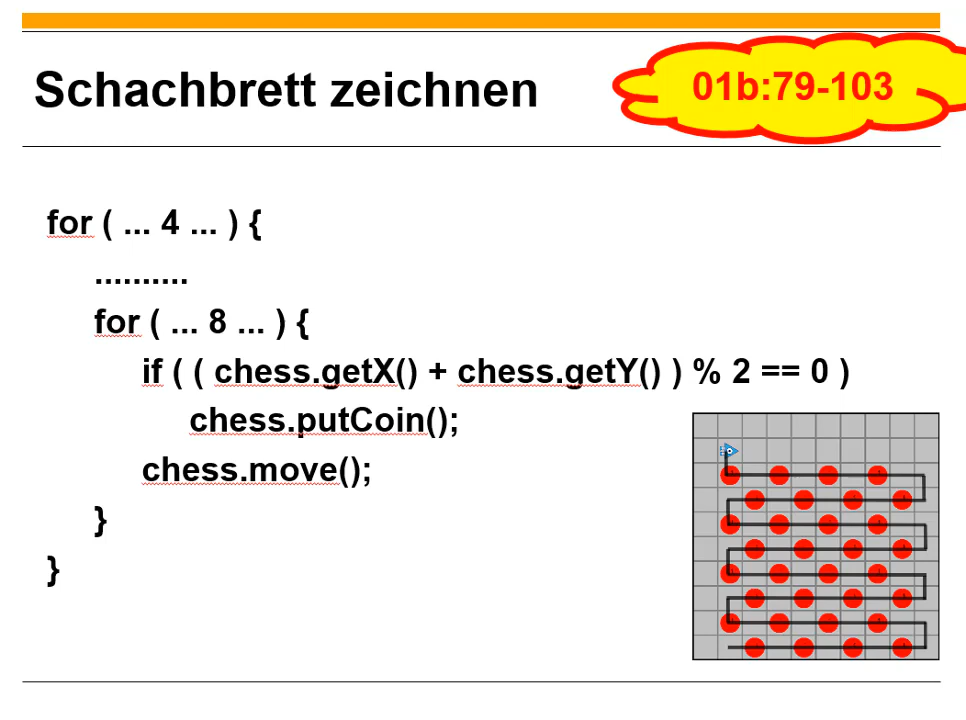 Schachbrett zeichnen
01b:79-103
for ( ... 4 ... ) {
..........
for ( ... 8 ... ) {
if ( ( chess.getX() + chess.getY() ) % 2 == 0 )
chess.putCoin();
chess.move();
}
}